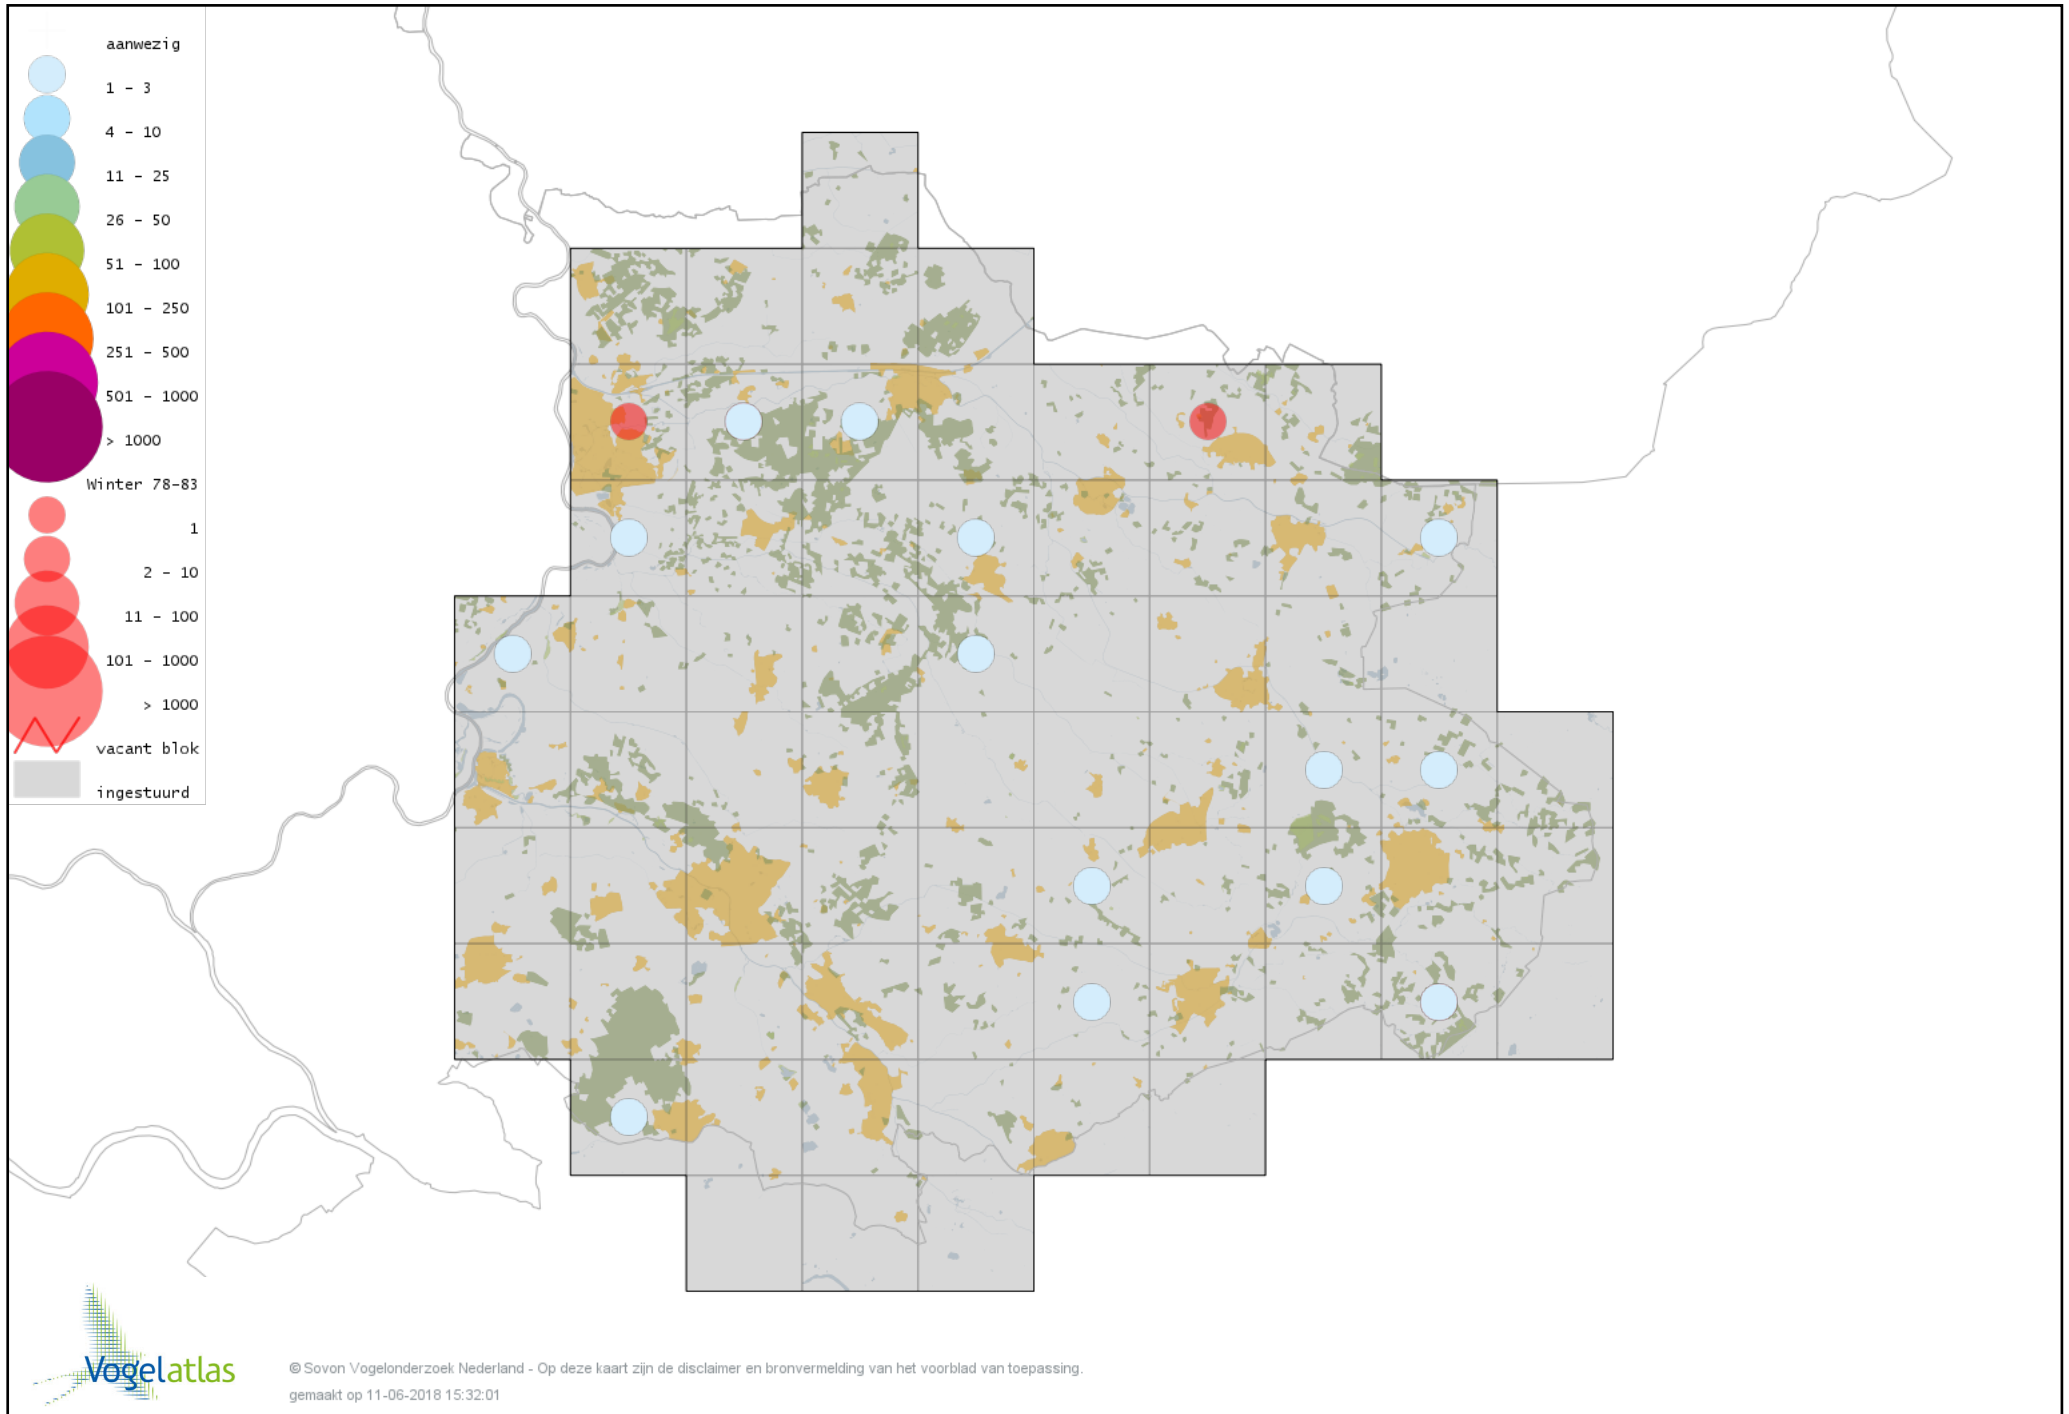 aanwezig
1 - 3
4 - 10
11 - 25
26 - 50
51 - 100
101 - 250
251 - 500
501 - 1000
> 1000
Winter 78-83
1
2 - 10
11 - 100
101 - 1000
> 1000
vacant blok
ingestuurd
Vogelatlas
© Sovon Vogelonderzoek Nederland - Op deze kaart zijn de disclaimer en bronvermelding van het voorblad van toepassing.
gemaakt op 11-06-2018 15:32:01